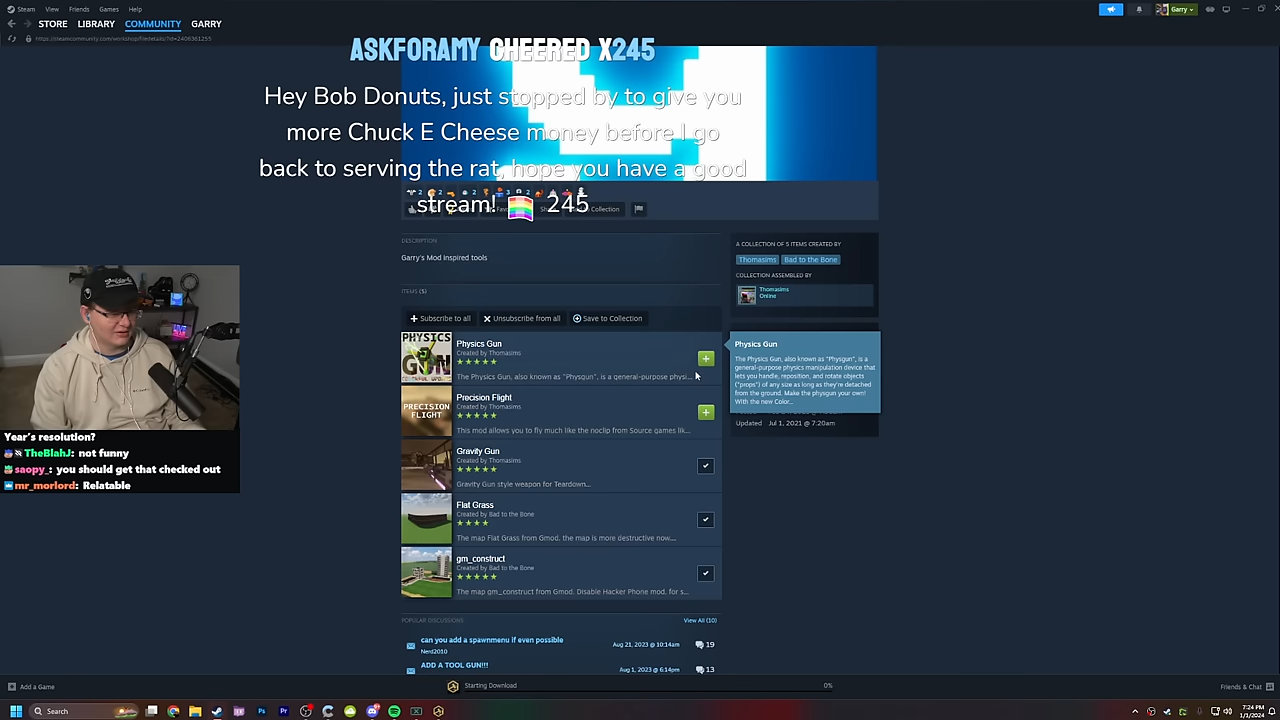 Steam View Friends Games Help
Garry
STORE LIBRARY COMMUNITY GARRY
ASKFORAMY CHEERED X245
Hey Bob Donuts, just stopped by to give you
more Chuck E Cheese money before I go
back to serving the rat, hope you have a good
stream! 245
Collection
DESCRIPTION
Garry's Mod Inspired tools
ITEMS (5)
Subscribe to all Unsubscribe from all Save to Collection
Physics Gun
Created by Thomasims
The Physics Gun, also known as "Physgun", is a general-purpose physi...
Precision Flight
Created by Thomasims
This mod allows you to fly much like the noclip from Source games lik...
PRECISION
FLIGHT
Gravity Gun
Created by Thomasims
Gravity Gun style weapon for Teardown...
Flat Grass
Created by Bad to the Bone
The map Flat Grass from Gmod, the map is more destructive now....
gm_construct
Created by Bad to the Bone
The map gm_construct from Gmod. Disable Hacker Phone mod, for s...
A COLLECTION OF 5 ITEMS CREATED BY
Thomasims Bad to the Bone
COLLECTION ASSEMBLED BY
Thomasims
Online
Physics Gun
The Physics Gun, also known as "Physgun", is a
general-purpose physics manipulation device that
lets you handle, reposition, and rotate objects
("props") of any size as long as they're detached
from the ground. Make the physgun your own!
With the new Color...
Updated Jul 1, 2021 @ 7:20am
Year's resolution?
TheBlahJ: not funny
saopy_: you should get that checked out
mr_morlord: Relatable
POPULAR DISCUSSIONS View All (10)
can you add a spawnmenu if even possible
Nerd2010
Aug 21, 2023 @ 10:14am 19
ADD A TOOL GUN!!!
Aug 1, 2023 @ 6:14pm 13
Add a Game Starting Download 0% Friends & Chat
Search
7:24 PM
1/1/2024